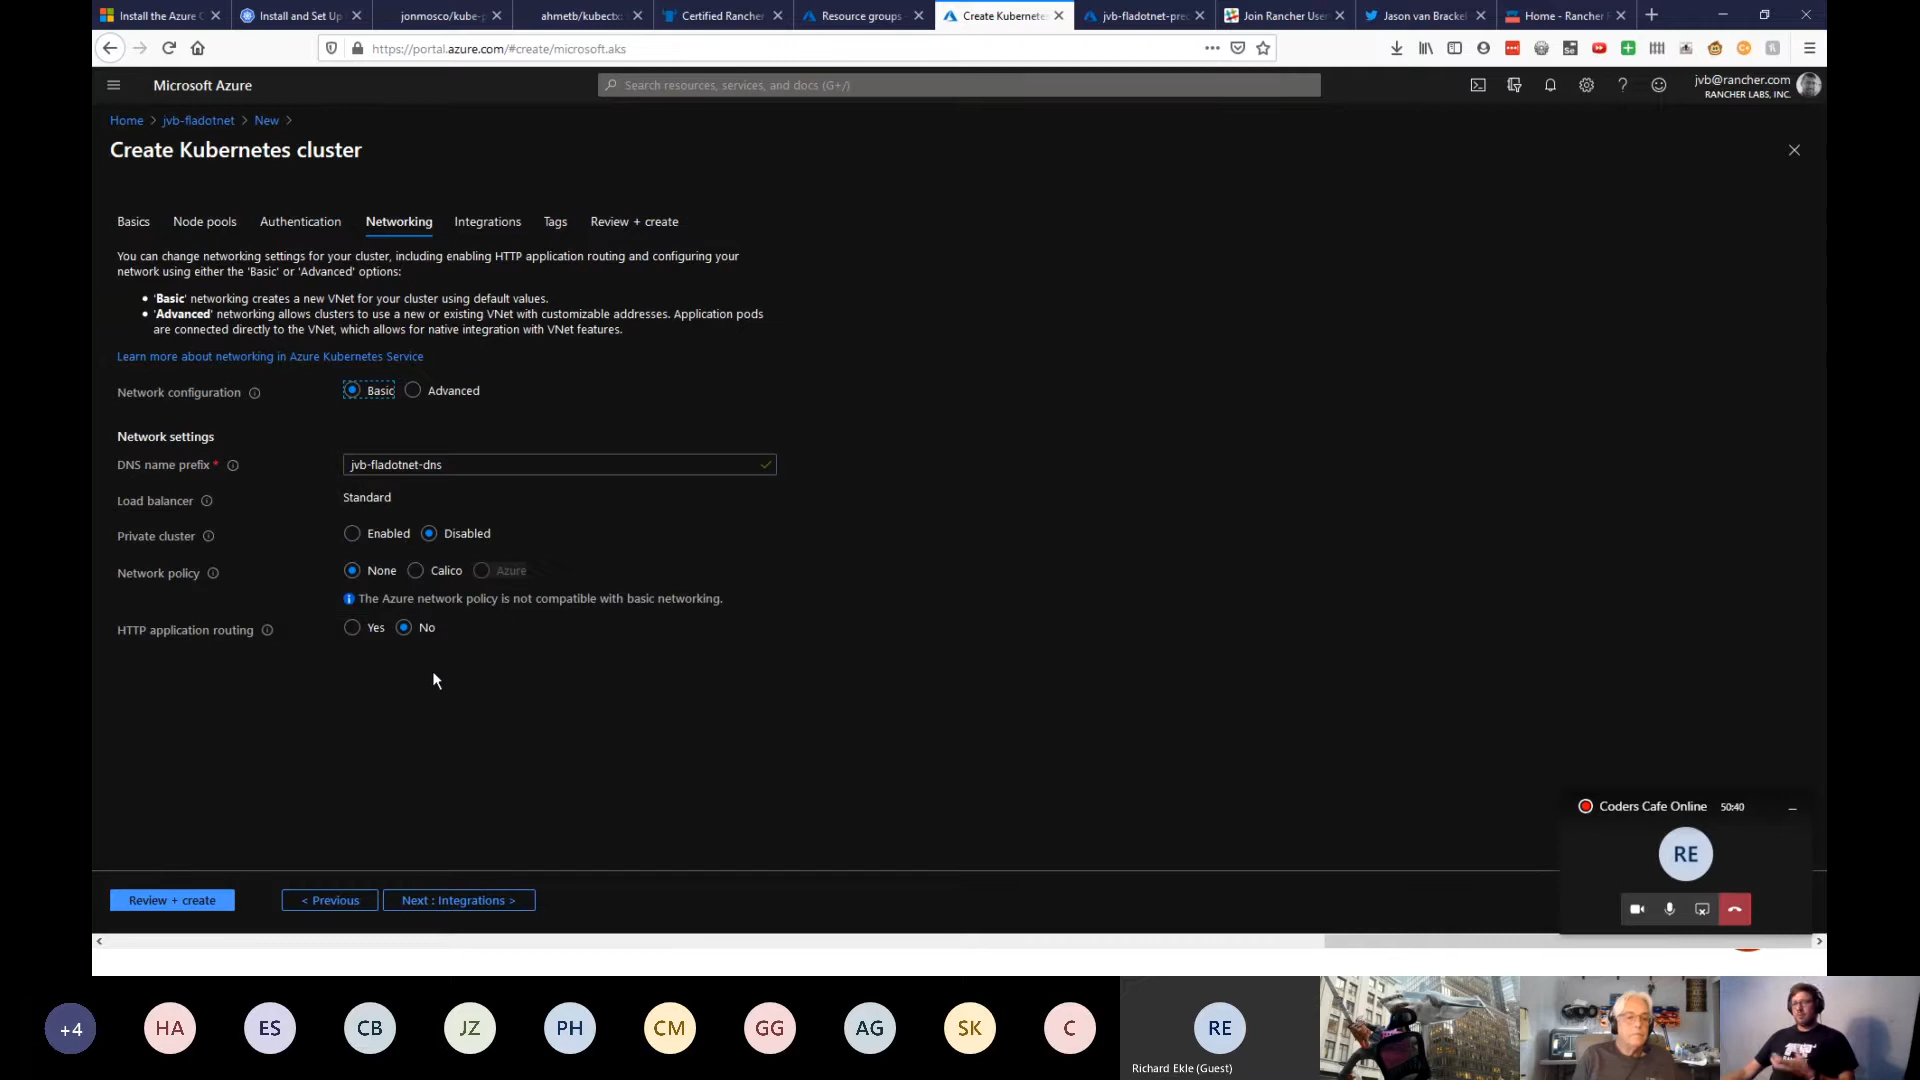 Install the Azure C
Install and Set Up
jonmosco/kube-p
ahmetb/kubectx:
Certified Rancher
Resource groups
Create Kubernetes
jvb-fladotnet-prec
Join Rancher User
Jason van Brackel
Home - Rancher
https://portal.azure.com/#create/microsoft.aks
Microsoft Azure
Search resources, services, and docs (G+/)
jvb@rancher.com
RANCHER LABS, INC.
Home > jvb-fladotnet > New >
Create Kubernetes cluster
Basics Node pools Authentication Networking Integrations Tags Review + create
You can change networking settings for your cluster, including enabling HTTP application routing and configuring your
network using either the 'Basic' or 'Advanced' options:
• 'Basic' networking creates a new VNet for your cluster using default values.
• 'Advanced' networking allows clusters to use a new or existing VNet with customizable addresses. Application pods
are connected directly to the VNet, which allows for native integration with VNet features.
Learn more about networking in Azure Kubernetes Service
Network configuration Basic Advanced
Network settings
DNS name prefix * jvb-fladotnet-dns
Load balancer Standard
Private cluster Enabled Disabled
Network policy None Calico Azure
The Azure network policy is not compatible with basic networking.
HTTP application routing Yes No
Coders Cafe Online 50:40
RE
Review + create < Previous Next : Integrations >
+4 HA ES CB JZ PH CM GG AG SK C RE
Richard Ekle (Guest)